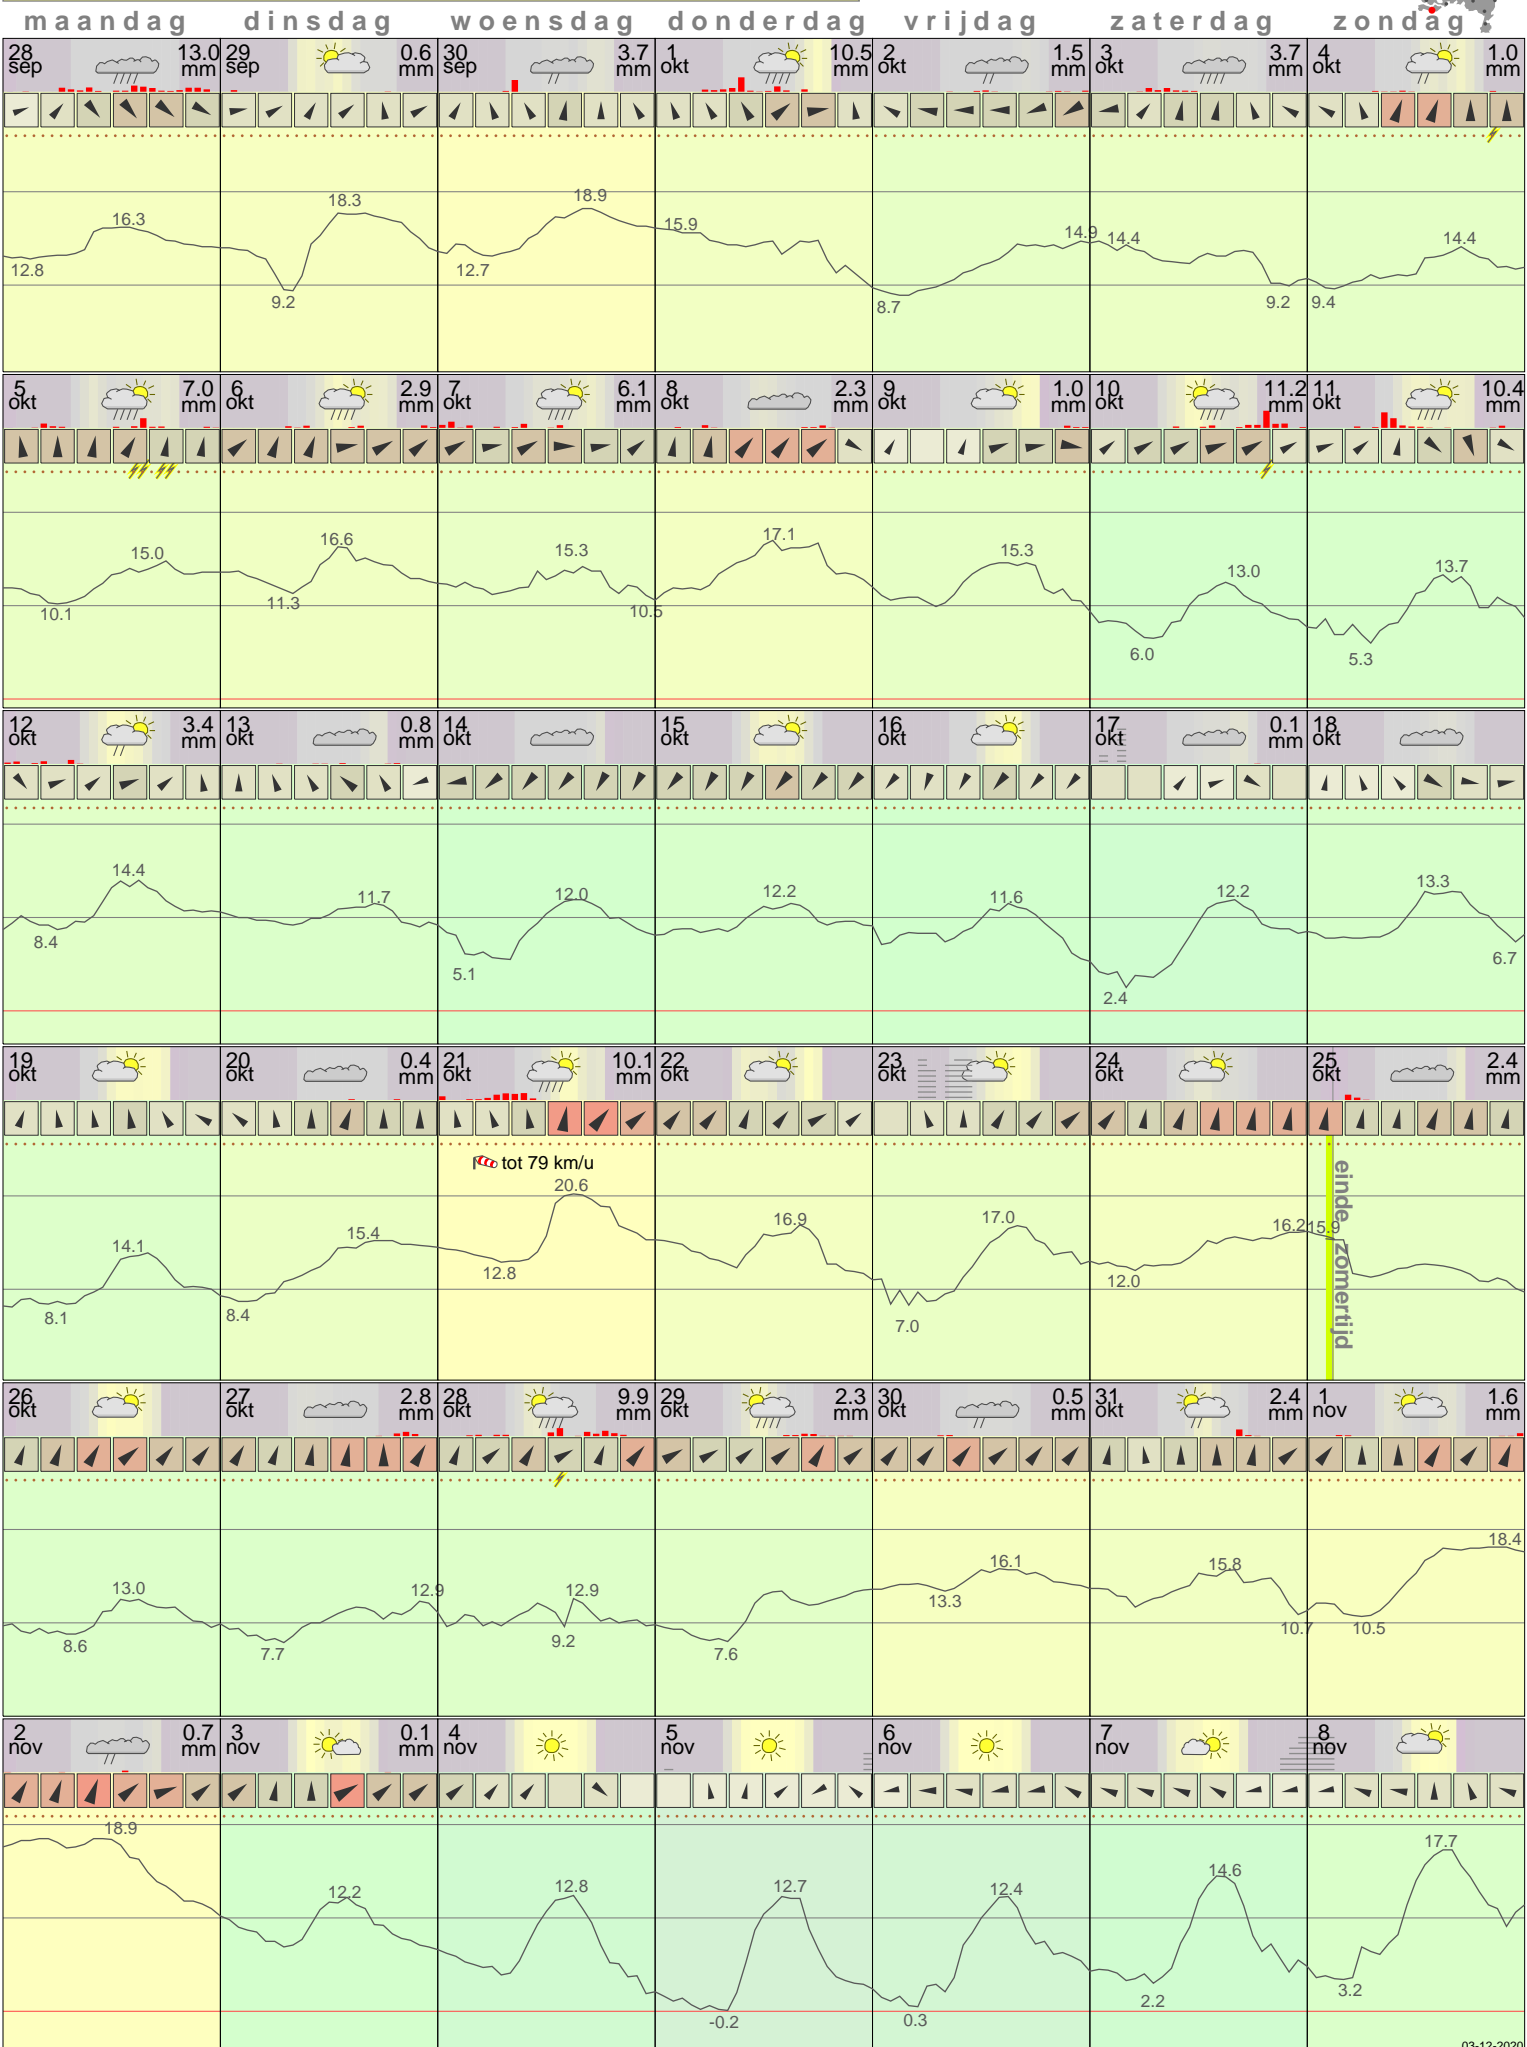 maandag dinsdag woensdag donderdag vrijdag zaterdag zondag
28 sep 13.0 mm 29 sep 0.6 mm 30 sep 3.7 mm 1 okt 10.5 mm 2 okt 1.5 mm 3 okt 3.7 mm 4 okt 1.0 mm
12.8 16.3 9.2 18.3 12.7 18.9 15.9 8.7 14.9 14.4 9.2 9.4 14.4
5 okt 7.0 mm 6 okt 2.9 mm 7 okt 6.1 mm 8 okt 2.3 mm 9 okt 1.0 mm 10 okt 11.2 mm 11 okt 10.4 mm
10.1 15.0 11.3 16.6 15.3 10.5 17.1 15.3 6.0 13.0 5.3 13.7
12 okt 3.4 mm 13 okt 0.8 mm 14 okt 15 okt 16 okt 17 okt 0.1 mm 18 okt
8.4 14.4 11.7 5.1 12.0 12.2 11.6 2.4 12.2 13.3 6.7
19 okt 20 okt 0.4 mm 21 okt 10.1 mm 22 okt 23 okt 24 okt 25 okt 2.4 mm
tot 79 km/u
8.1 14.1 8.4 15.4 12.8 20.6 16.9 7.0 17.0 12.0 16.2 15.9
einde zomertijd
26 okt 27 okt 2.8 mm 28 okt 9.9 mm 29 okt 2.3 mm 30 okt 0.5 mm 31 okt 2.4 mm 1 nov 1.6 mm
8.6 13.0 7.7 12.9 9.2 12.9 7.6 13.3 16.1 15.8 10.7 10.5 18.4
2 nov 0.7 mm 3 nov 0.1 mm 4 nov 5 nov 6 nov 7 nov 8 nov
18.9 12.2 12.8 -0.2 12.7 0.3 12.4 2.2 14.6 3.2 17.7
03-12-2020